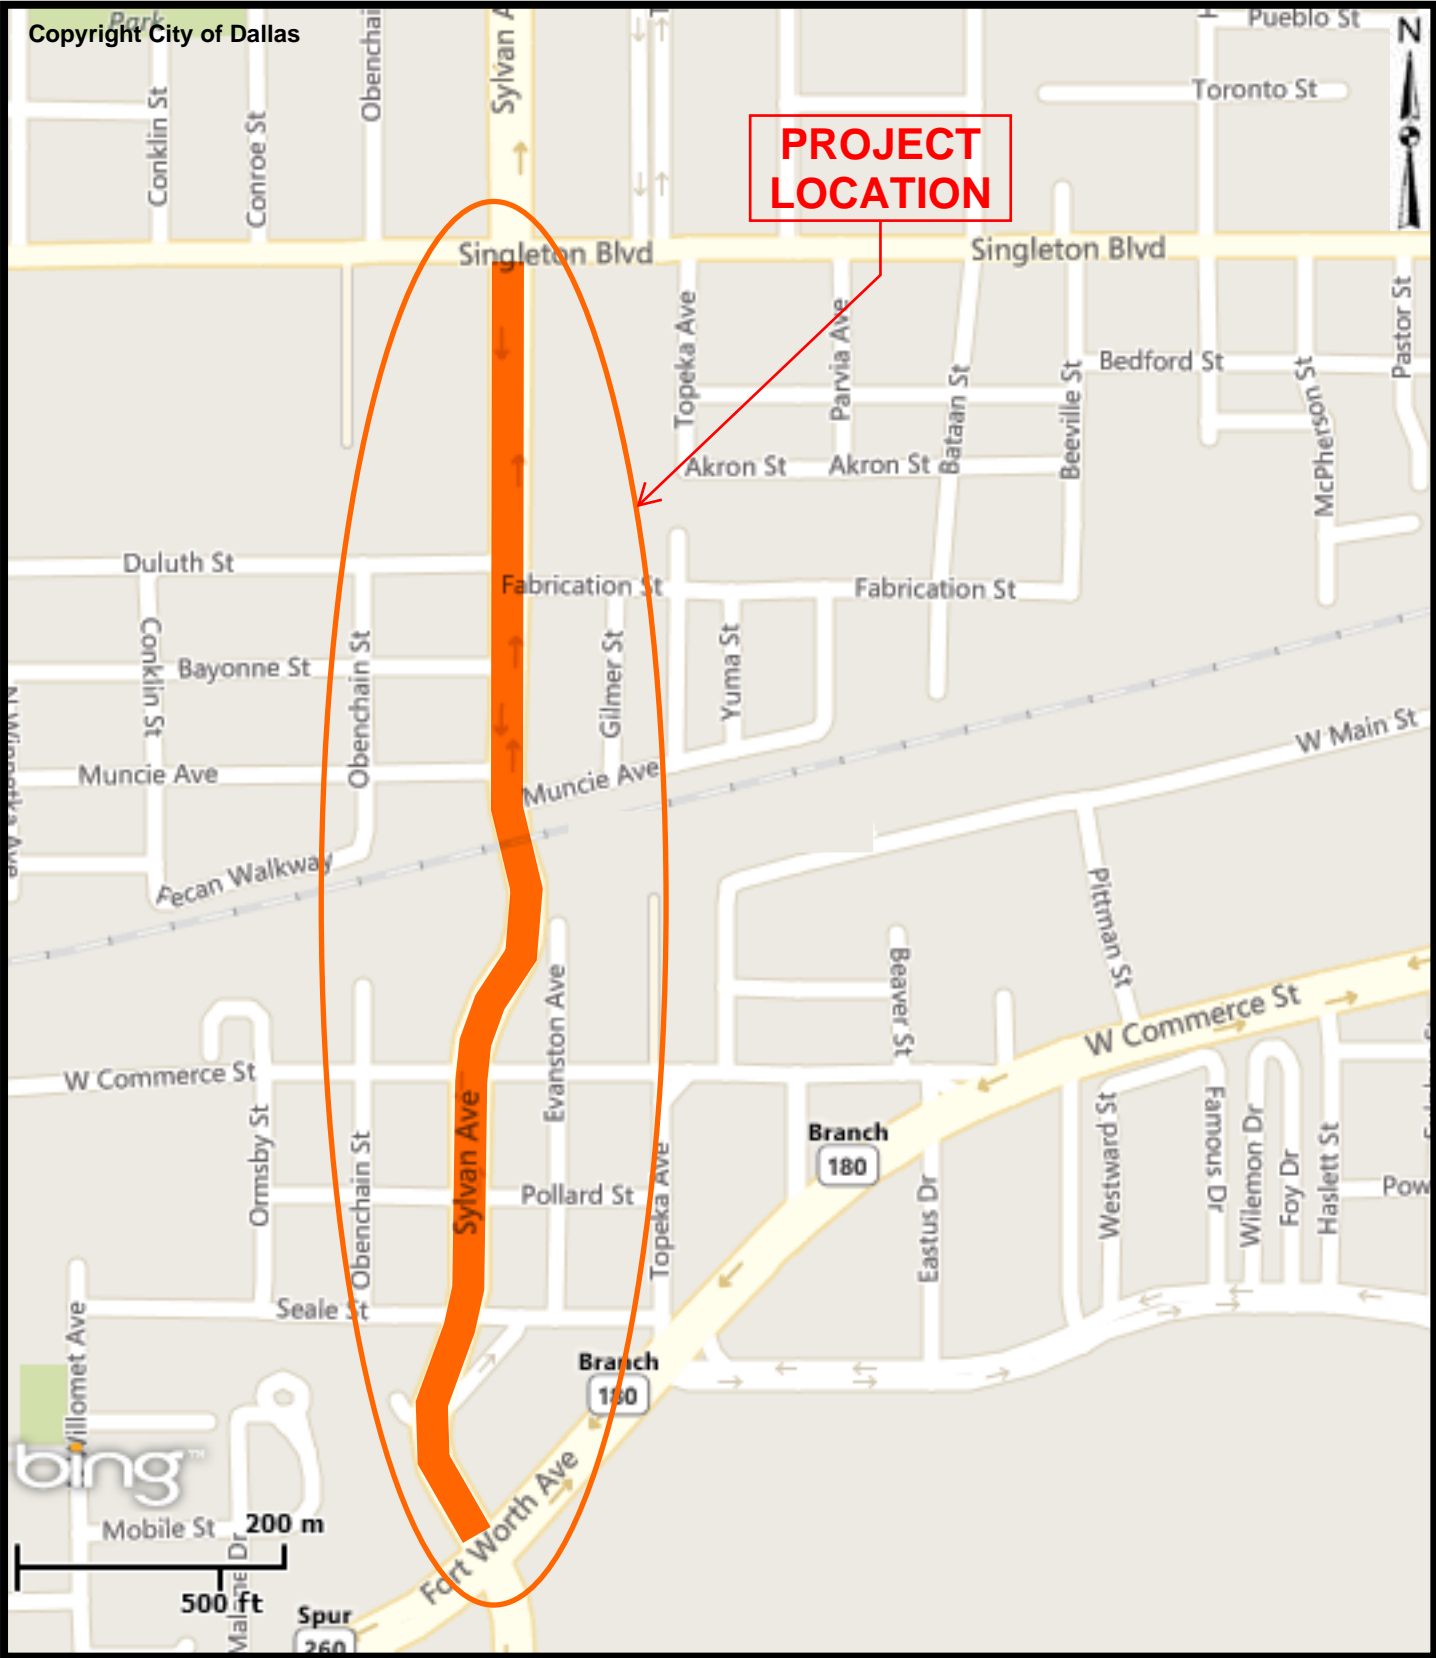 Park
Copyright City of Dallas
Pueblo St
N
Toronto St
Conklin St
Conroe St
Obenchai
Sylvan A
PROJECT
LOCATION
Singleton Blvd
Singleton Blvd
Topeka Ave
Parvia Ave
Bataan St
Beeville St
Bedford St
McPherson St
Pastor St
Akron St
Akron St
Duluth St
Fabrication St
Fabrication St
Conklin St
Bayonne St
Obenchain St
Gilmer St
Yuma St
Muncie Ave
Muncie Ave
W Main St
Pecan Walkway
Pittman St
Beaver St
Evanston Ave
W Commerce St
W Commerce St
Ormsby St
Obenchain St
Sylvan Ave
Pollard St
Topeka Ave
Branch
180
Eastus Dr
Westward St
Famous Dr
Wilemon Dr
Foy Dr
Haslett St
Pow
Seale St
Willomet Ave
Branch
180
bing™
Fort Worth Ave
Mobile St
200 m
500 ft
Spur
260